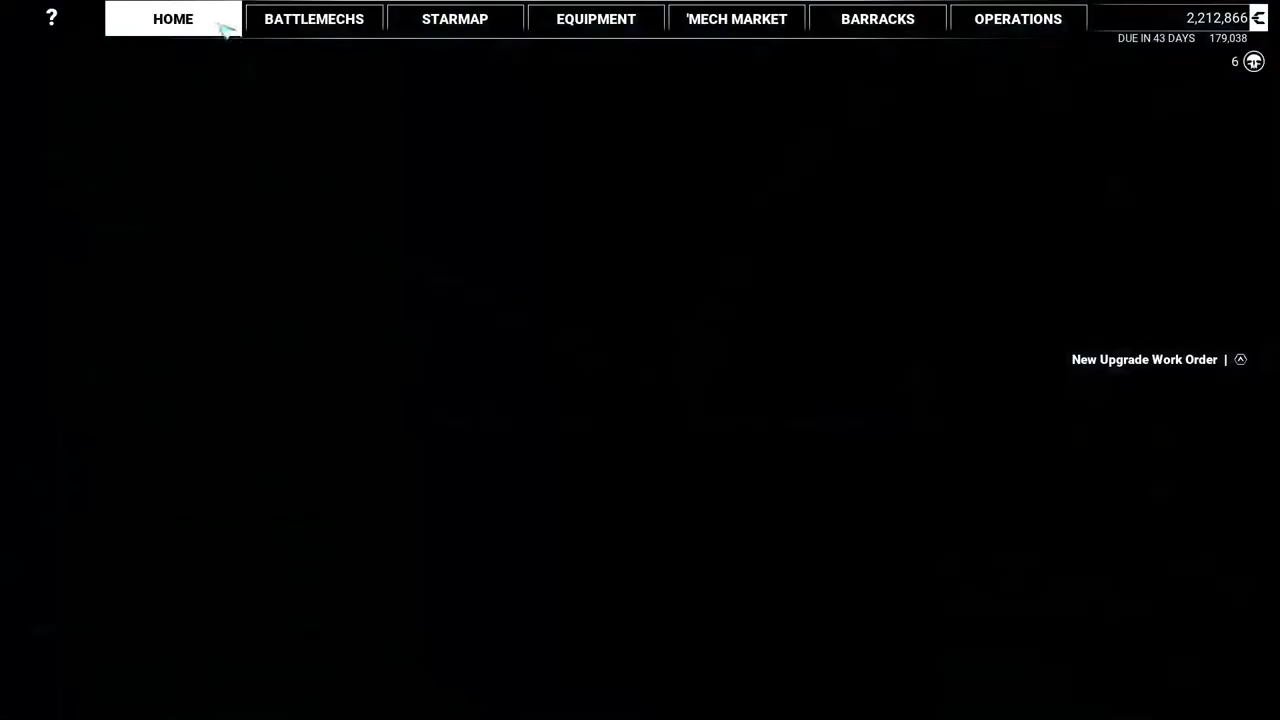 ?
HOME
BATTLEMECHS
STARMAP
EQUIPMENT
'MECH MARKET
BARRACKS
OPERATIONS
2,212,866
DUE IN 43 DAYS 179,038
6
New Upgrade Work Order |